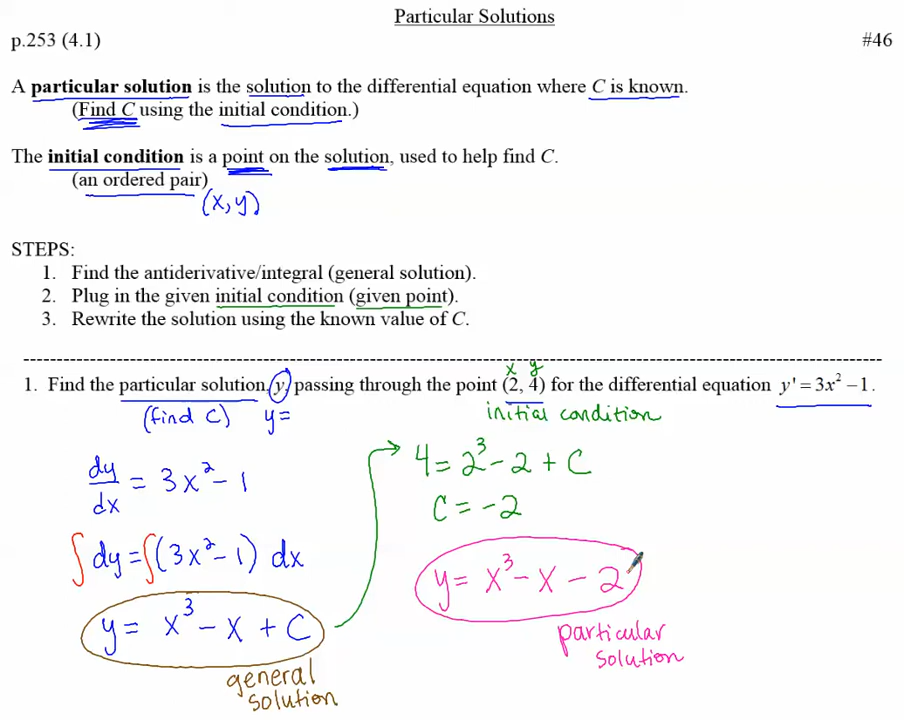 Particular Solutions
p.253 (4.1) #46
A particular solution is the solution to the differential equation where C is known.
(Find C using the initial condition.)
The initial condition is a point on the solution, used to help find C.
(an ordered pair)
(x,y)
STEPS:
1. Find the antiderivative/integral (general solution).
2. Plug in the given initial condition (given point).
3. Rewrite the solution using the known value of C.
x y
1. Find the particular solution, y, passing through the point (2, 4) for the differential equation y' = 3x² − 1.
(find C) y= initial condition
dy/dx = 3x² − 1
∫dy = ∫(3x² − 1) dx
y = x³ − x + C
general
solution
4 = 2³ − 2 + C
C = −2
y = x³ − x − 2
particular
solution